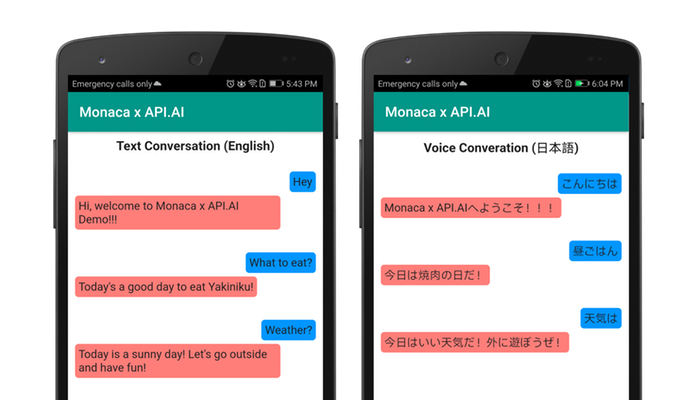 Emergency calls only
5:43 PM
Monaca x API.AI
Text Conversation (English)
Hey
Hi, welcome to Monaca x API.AI
Demo!!!
What to eat?
Today's a good day to eat Yakiniku!
Weather?
Today is a sunny day! Let's go outside
and have fun!
Emergency calls only
6:04 PM
Monaca x API.AI
Voice Converation (日本語)
こんにちは
Monaca x API.AIへようこそ！！！
昼ごはん
今日は焼肉の日だ！
天気は
今日はいい天気だ！外に遊ぼうぜ！